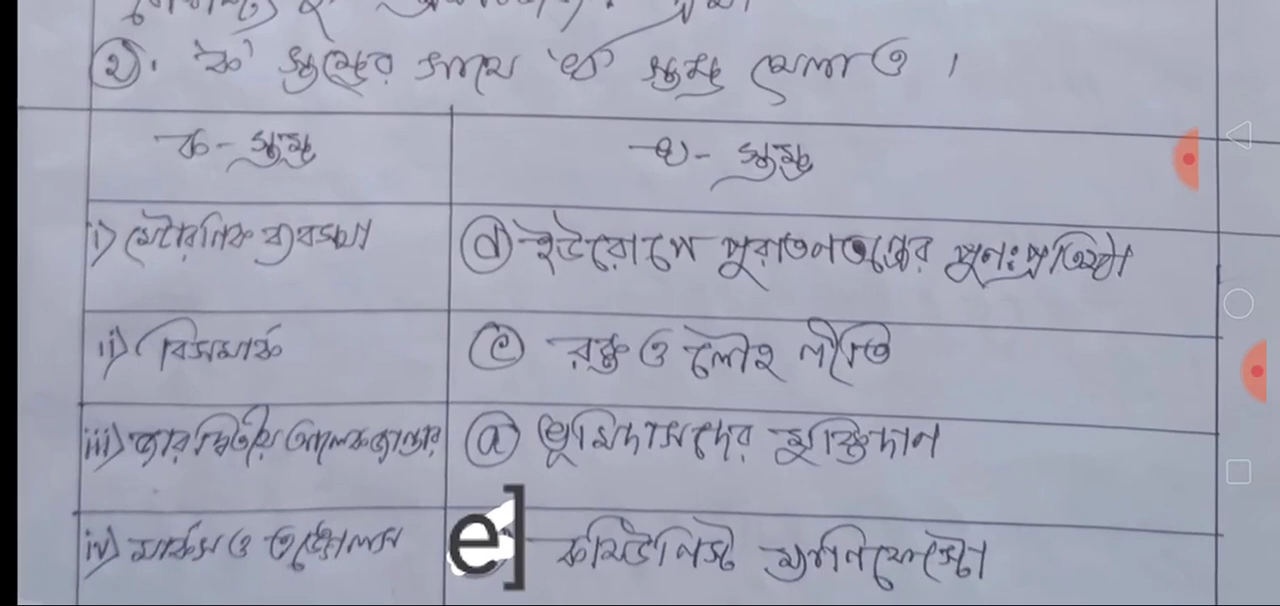 ২. 'ক' স্তম্ভের সাথে 'খ' স্তম্ভ মেলাও ।
ক - স্তম্ভ
খ - স্তম্ভ
i) মেটারনিক ব্যবস্থা
d ইউরোপে পুরাতনতন্ত্রের পুনঃপ্রতিষ্ঠা
ii) বিসমার্ক
c রক্ত ও লৌহ নীতি
iii) জার দ্বিতীয় আলেকজান্ডার
a ভূমিদাসদের মুক্তিদান
iv) মার্কস ও এঙ্গেলস
e] কমিউনিস্ট ম্যানিফেস্টো